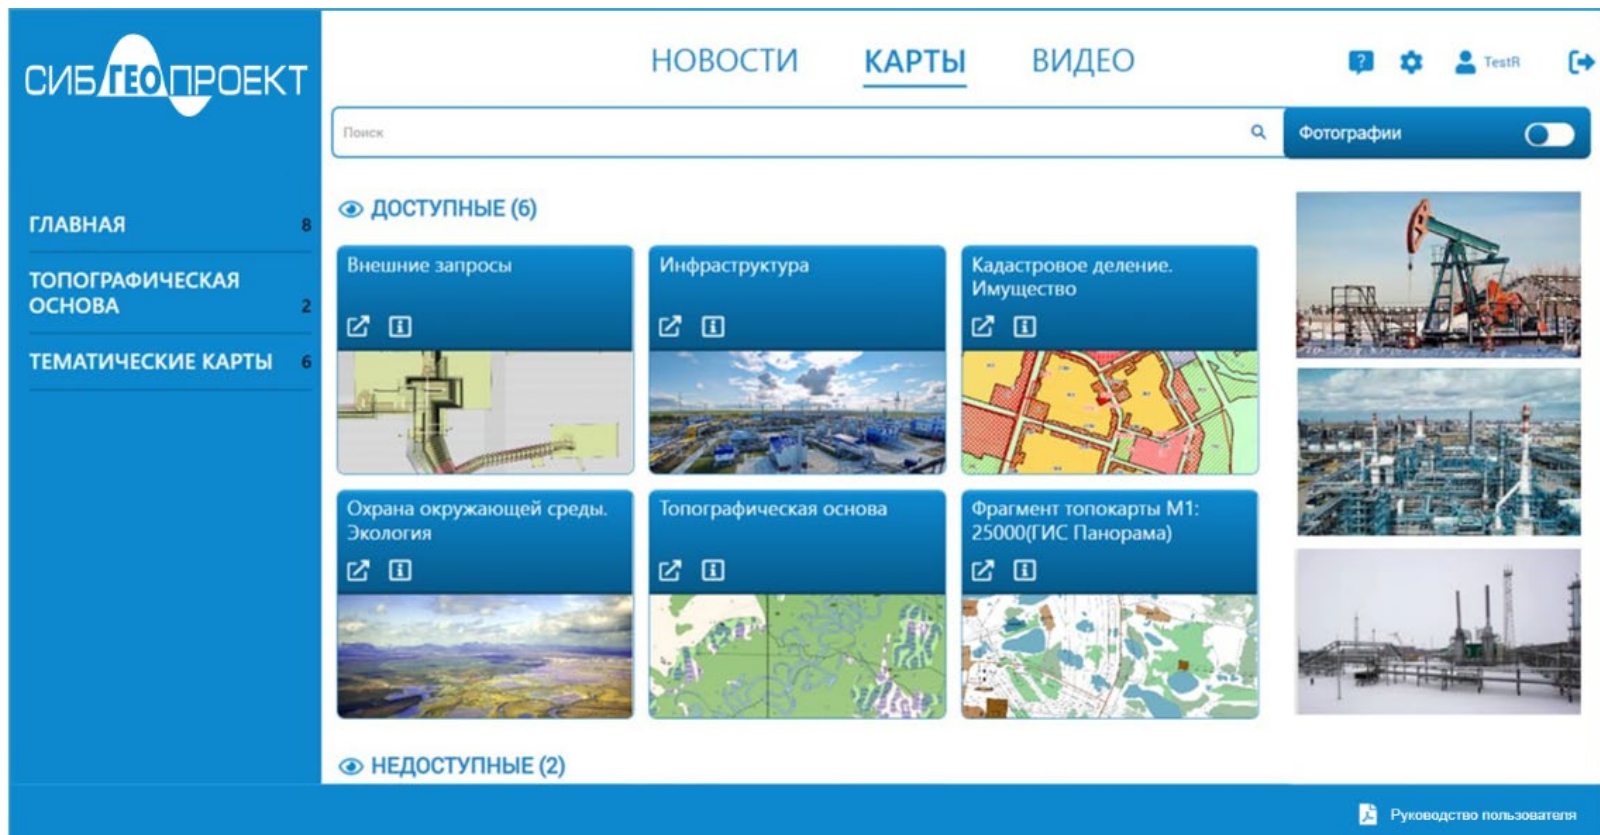 СИБГЕОПРОЕКТ
НОВОСТИ
КАРТЫ
ВИДЕО
?
TestR
Поиск
Фотографии
ГЛАВНАЯ 8
ТОПОГРАФИЧЕСКАЯ
ОСНОВА 2
ТЕМАТИЧЕСКИЕ КАРТЫ 6
ДОСТУПНЫЕ (6)
Внешние запросы
Инфраструктура
Кадастровое деление.
Имущество
Охрана окружающей среды.
Экология
Топографическая основа
Фрагмент топокарты М1:
25000(ГИС Панорама)
НЕДОСТУПНЫЕ (2)
Руководство пользователя